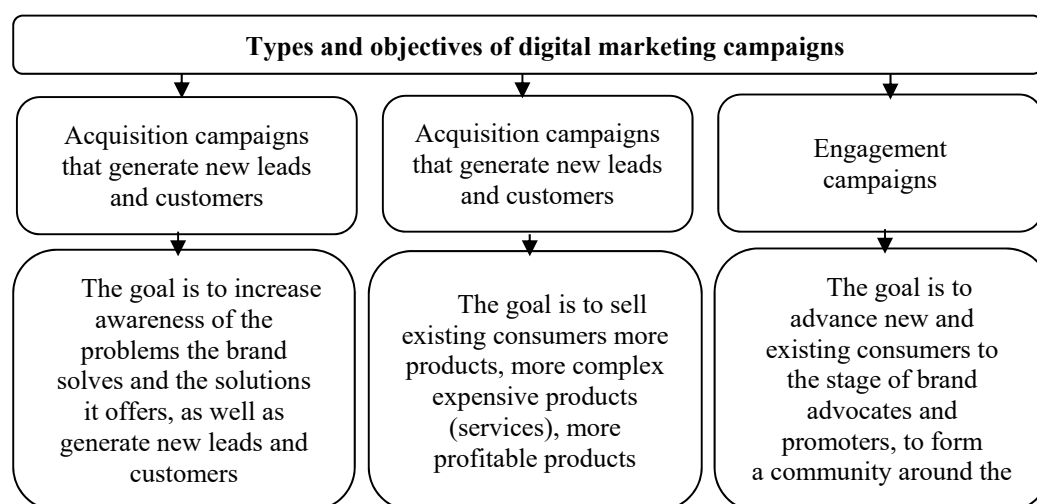 Types and objectives of digital marketing campaigns
Acquisition campaigns
that generate new leads
and customers
Acquisition campaigns
that generate new leads
and customers
Engagement
campaigns
The goal is to increase
awareness of the
problems the brand
solves and the solutions
it offers, as well as
generate new leads and
customers
The goal is to sell
existing consumers more
products, more complex
expensive products
(services), more
profitable products
The goal is to
advance new and
existing consumers to
the stage of brand
advocates and
promoters, to form
a community around the